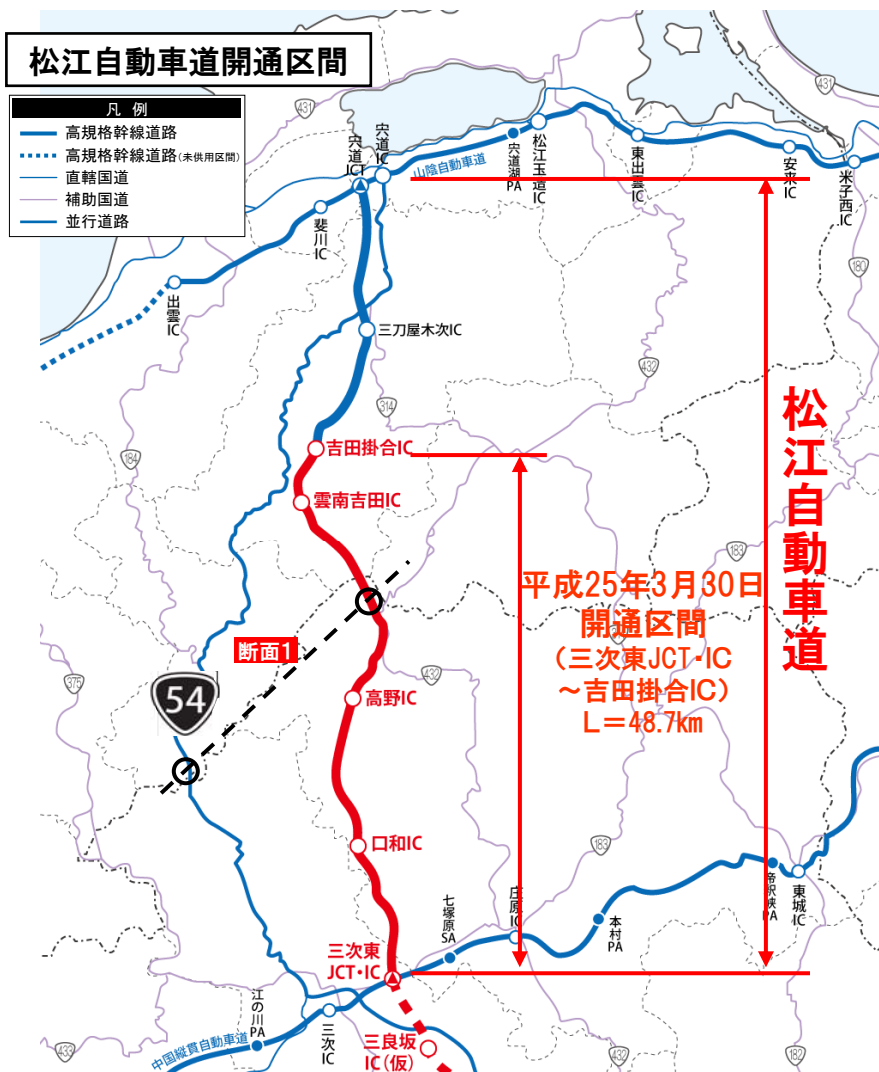 松江自動車道開通区間
凡 例
高規格幹線道路
高規格幹線道路(未供用区間)
直轄国道
補助国道
並行道路
431
431
宍道JCT
宍道IC
山陰自動車道
宍道湖PA
松江玉造IC
東出雲IC
安来IC
米子西IC
斐川IC
出雲IC
180
三刀屋木次IC
432
314
184
吉田掛合IC
雲南吉田IC
松江自動車道
183
平成25年3月30日
開通区間
(三次東JCT・IC
～吉田掛合IC)
L＝48.7km
断面1
375
54
432
高野IC
口和IC
183
七塚原SA
庄原IC
本村PA
帝釈峡PA
東城IC
三次東
JCT・IC
江の川PA
三次IC
中国縦貫自動車道
三良坂
IC(仮)
433
432
182